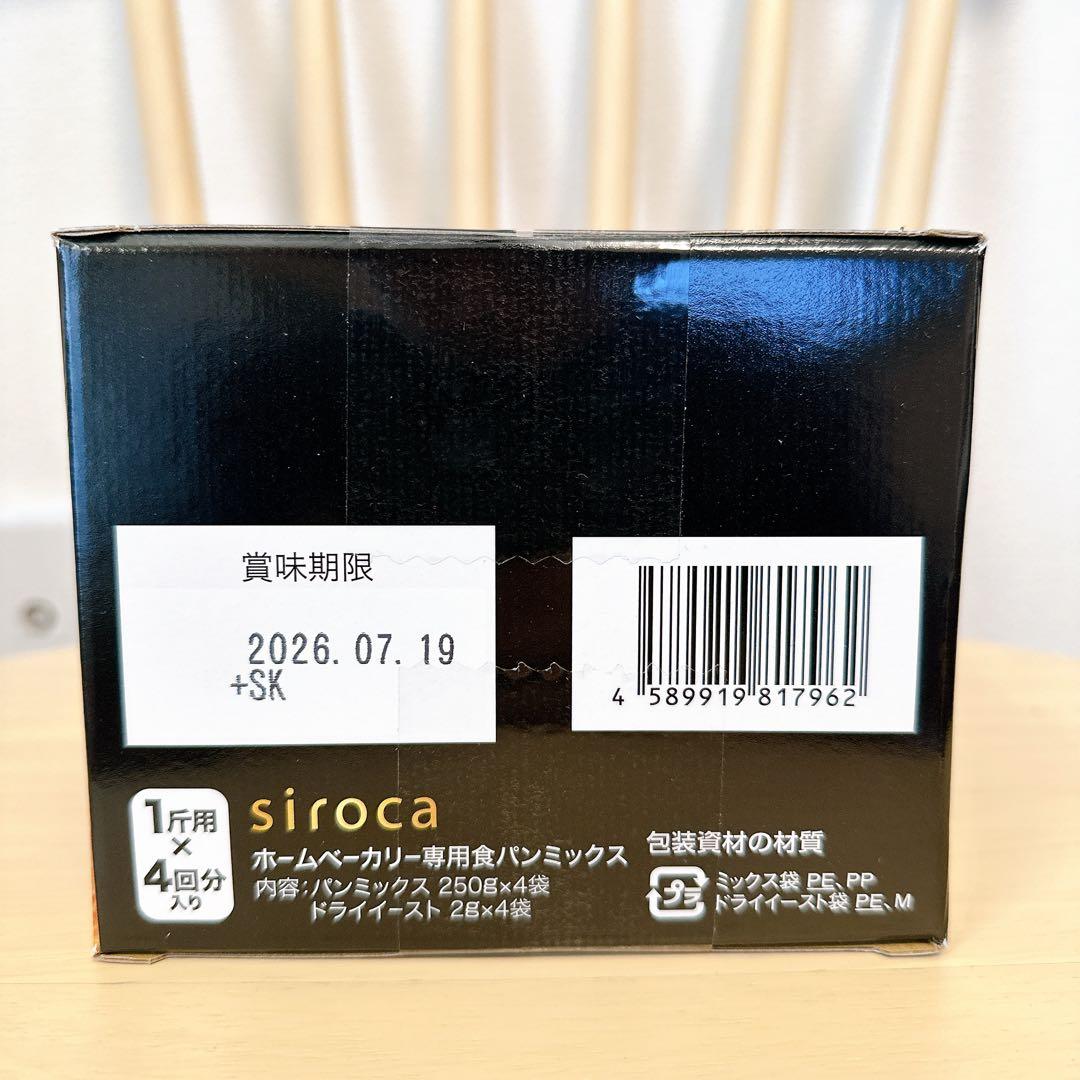 賞味期限
2026.07.19
+SK
4 589919 817962
1斤用
×
4回分
入り
siroca
ホームベーカリー専用食パンミックス
内容:パンミックス 250g×4袋
ドライイースト 2g×4袋
包装資材の材質
プラ
ミックス袋 PE、PP
ドライイースト袋 PE、M